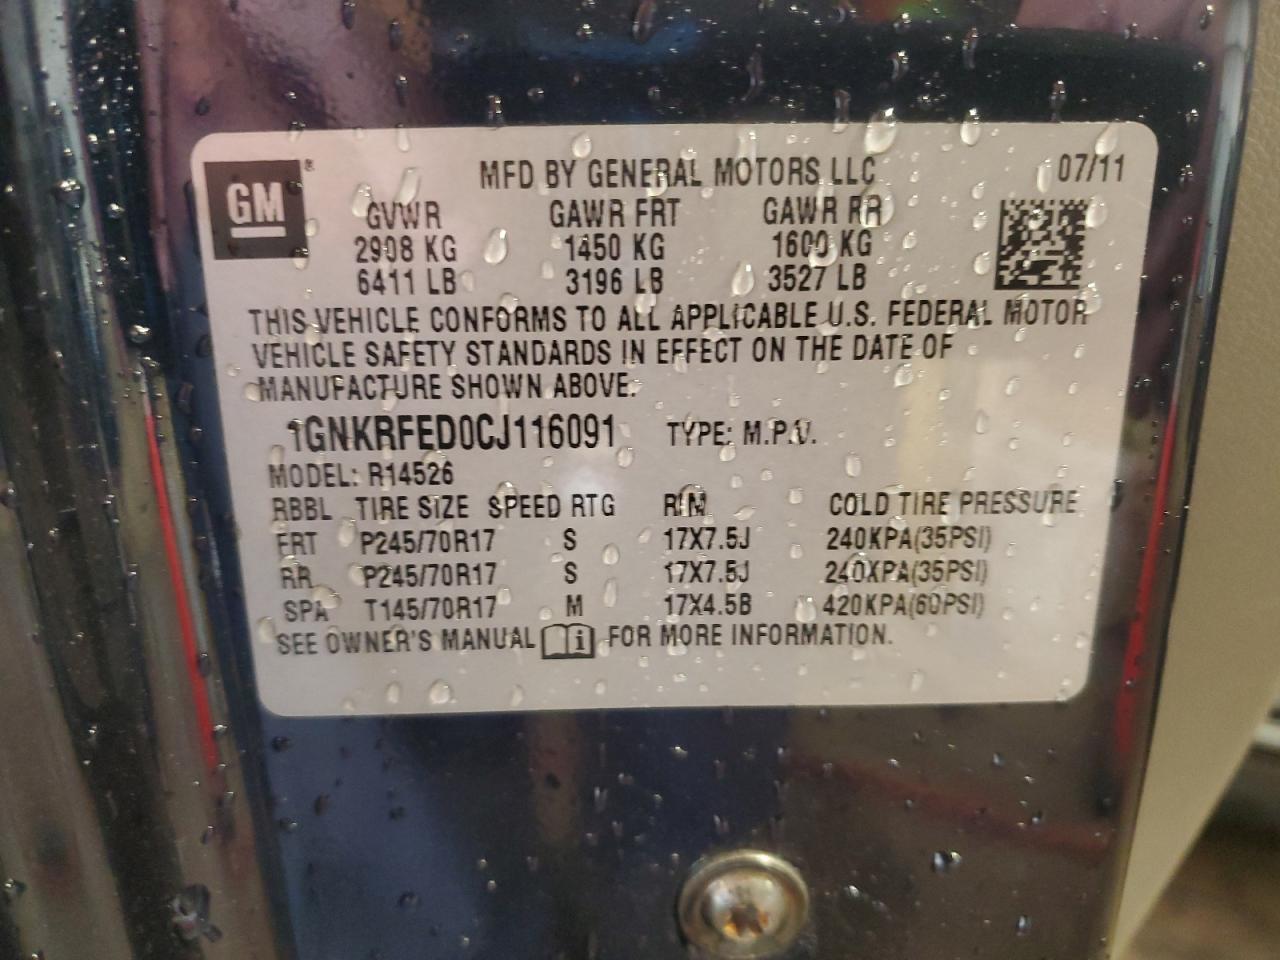 GM ® MFD BY GENERAL MOTORS LLC 07/11
GVWR GAWR FRT GAWR RR
2908 KG 1450 KG 1600 KG
6411 LB 3196 LB 3527 LB
THIS VEHICLE CONFORMS TO ALL APPLICABLE U.S. FEDERAL MOTOR
VEHICLE SAFETY STANDARDS IN EFFECT ON THE DATE OF
MANUFACTURE SHOWN ABOVE.
1GNKRFED0CJ116091 TYPE: M.P.V.
MODEL: R14526
RBBL TIRE SIZE SPEED RTG RIM COLD TIRE PRESSURE
FRT P245/70R17 S 17X7.5J 240KPA(35PSI)
RR P245/70R17 S 17X7.5J 240KPA(35PSI)
SPA T145/70R17 M 17X4.5B 420KPA(60PSI)
SEE OWNER'S MANUAL i FOR MORE INFORMATION.